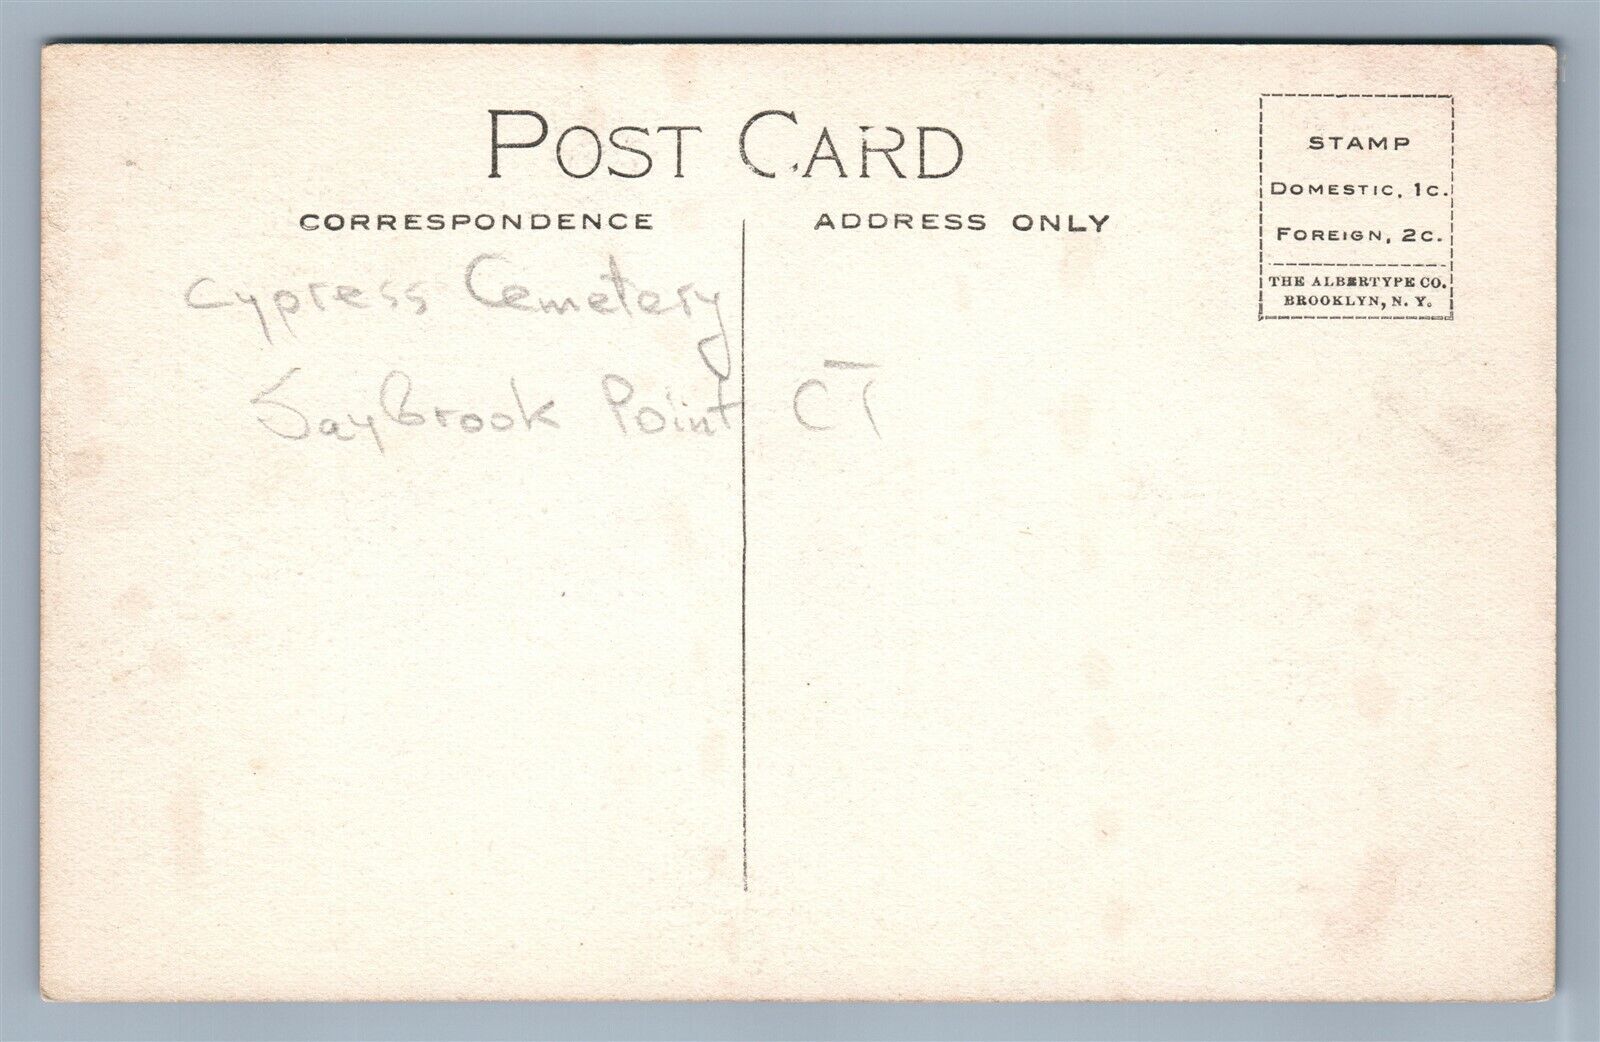 POST CARD
CORRESPONDENCE
ADDRESS ONLY
STAMP
DOMESTIC, 1C.
FOREIGN, 2C.
THE ALBERTYPE CO.
BROOKLYN, N. Y.
Cypress Cemetery
Saybrook Point CT